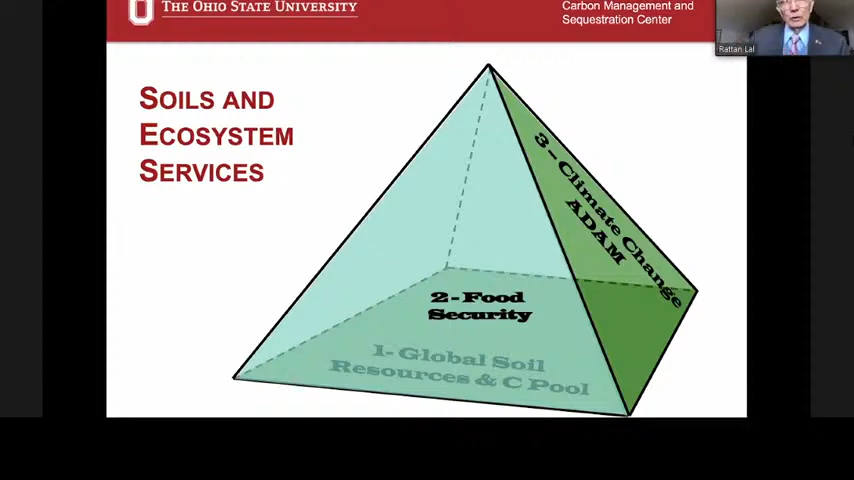 O
THE OHIO STATE UNIVERSITY
Carbon Management and
Sequestration Center
Rattan Lal
SOILS AND
ECOSYSTEM
SERVICES
3 – Climate Change
ADAM
2 - Food
Security
1- Global Soil
Resources & C Pool